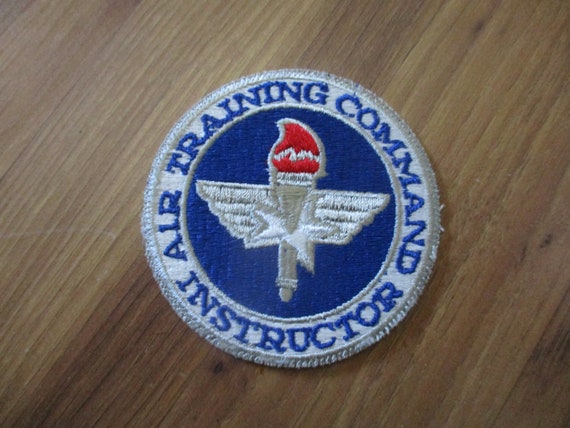 AIR TRAINING COMMAND
INSTRUCTOR